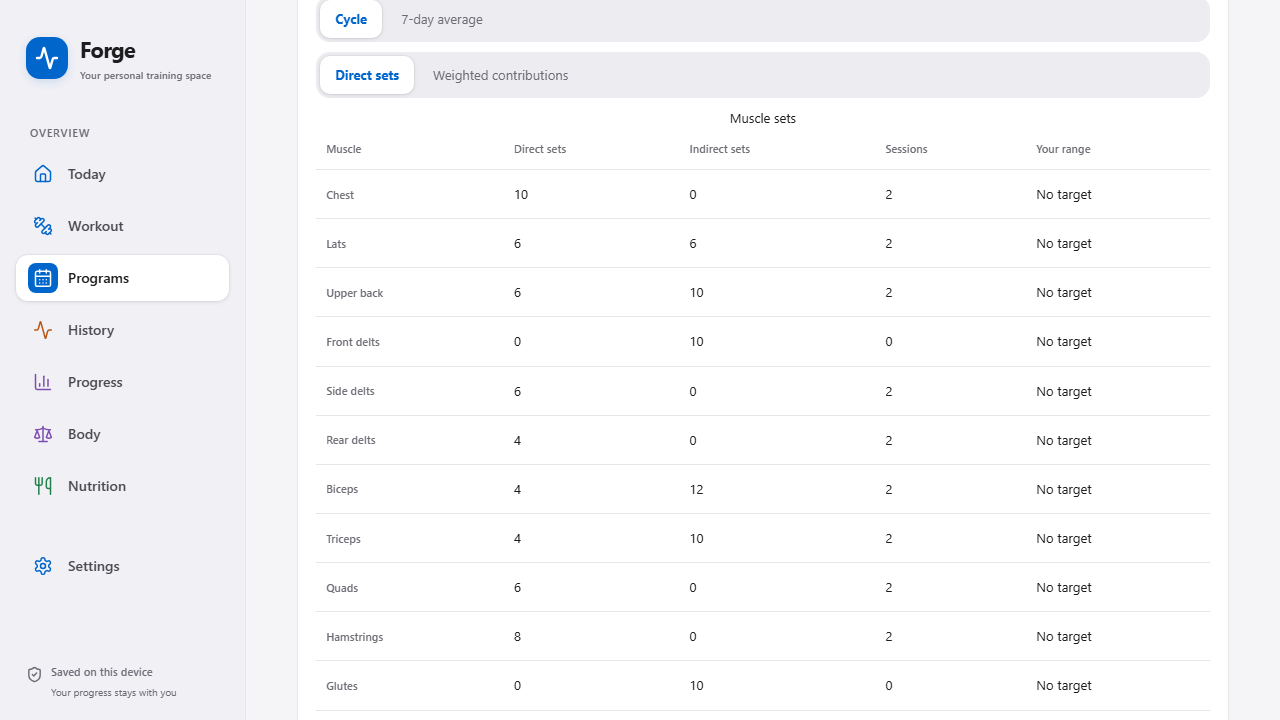 Forge
Your personal training space
OVERVIEW
Today
Workout
Programs
History
Progress
Body
Nutrition
Settings
Saved on this device
Your progress stays with you
Cycle 7-day average
Direct sets Weighted contributions
Muscle sets
Muscle Direct sets Indirect sets Sessions Your range
Chest 10 0 2 No target
Lats 6 6 2 No target
Upper back 6 10 2 No target
Front delts 0 10 0 No target
Side delts 6 0 2 No target
Rear delts 4 0 2 No target
Biceps 4 12 2 No target
Triceps 4 10 2 No target
Quads 6 0 2 No target
Hamstrings 8 0 2 No target
Glutes 0 10 0 No target